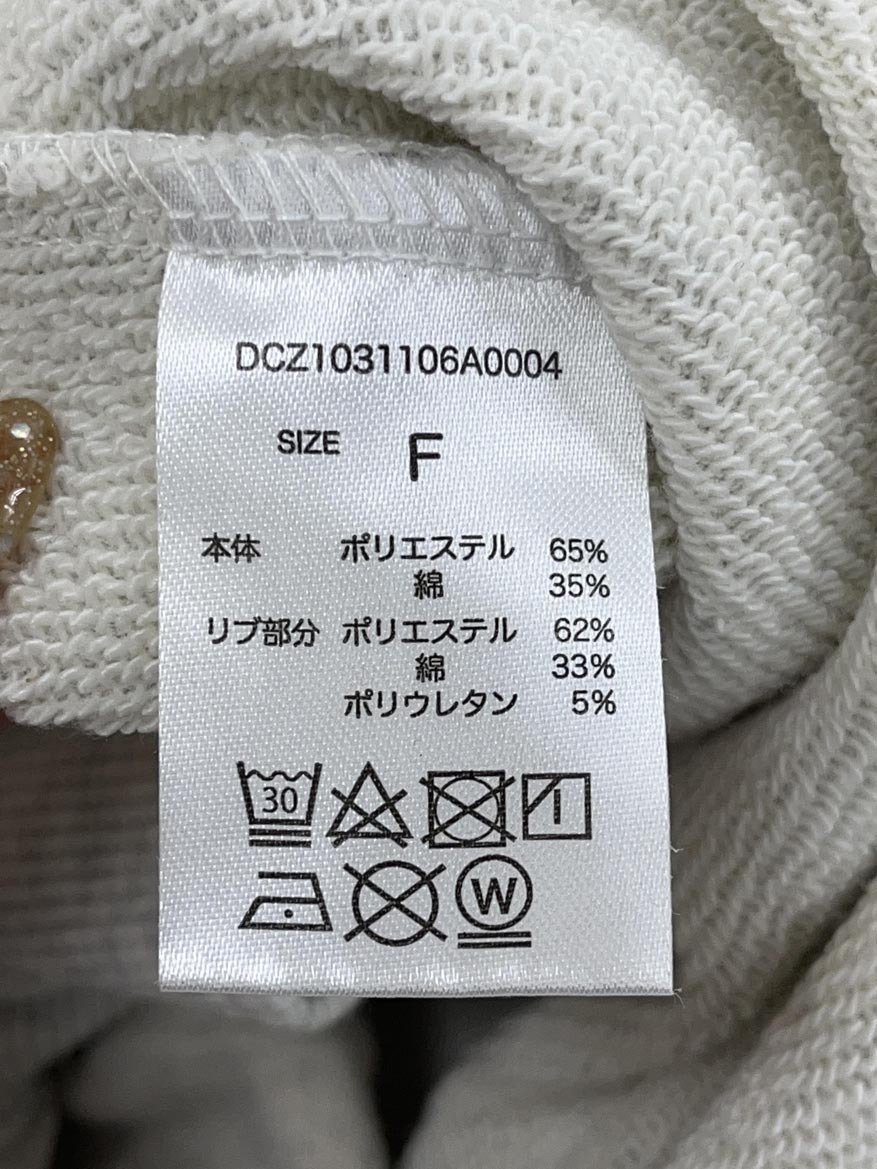 DCZ1031106A0004
SIZE F
本体 ポリエステル 65%
綿 35%
リブ部分 ポリエステル 62%
綿 33%
ポリウレタン 5%
30
W